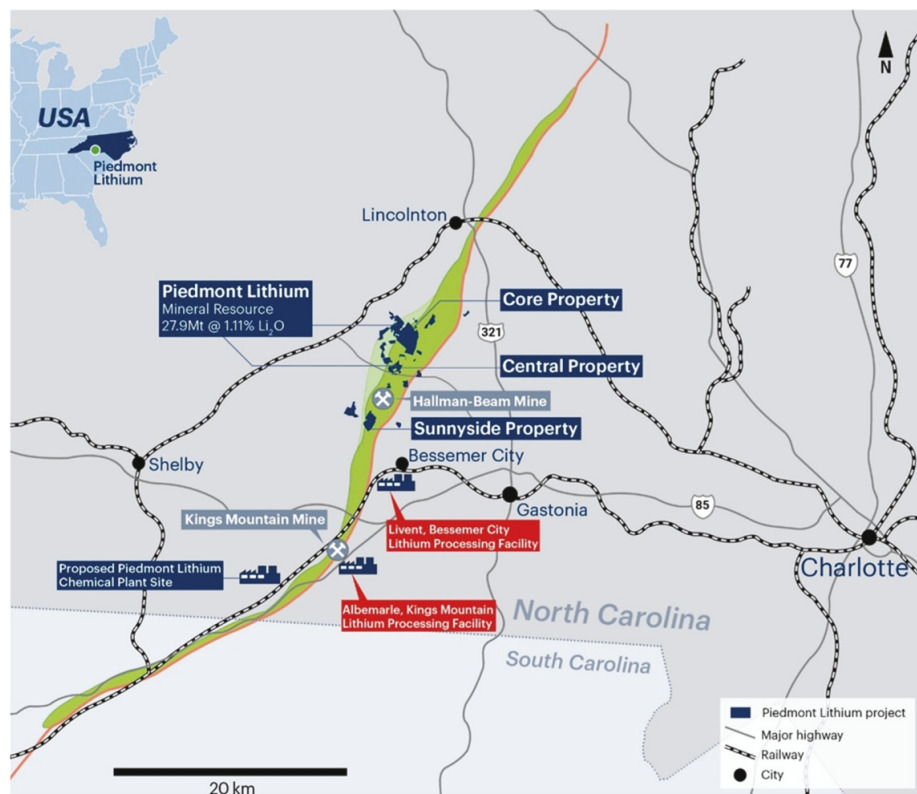 USA
Piedmont
Lithium
N
Lincolnton
77
Piedmont Lithium
Mineral Resource
27.9Mt @ 1.11% Li₂O
Core Property
321
Central Property
Hallman-Beam Mine
Sunnyside Property
Bessemer City
Shelby
Gastonia
85
Kings Mountain Mine
Livent, Bessemer City
Lithium Processing Facility
Charlotte
Proposed Piedmont Lithium
Chemical Plant Site
Albemarle, Kings Mountain
Lithium Processing Facility
North Carolina
South Carolina
Piedmont Lithium project
Major highway
Railway
City
20 km